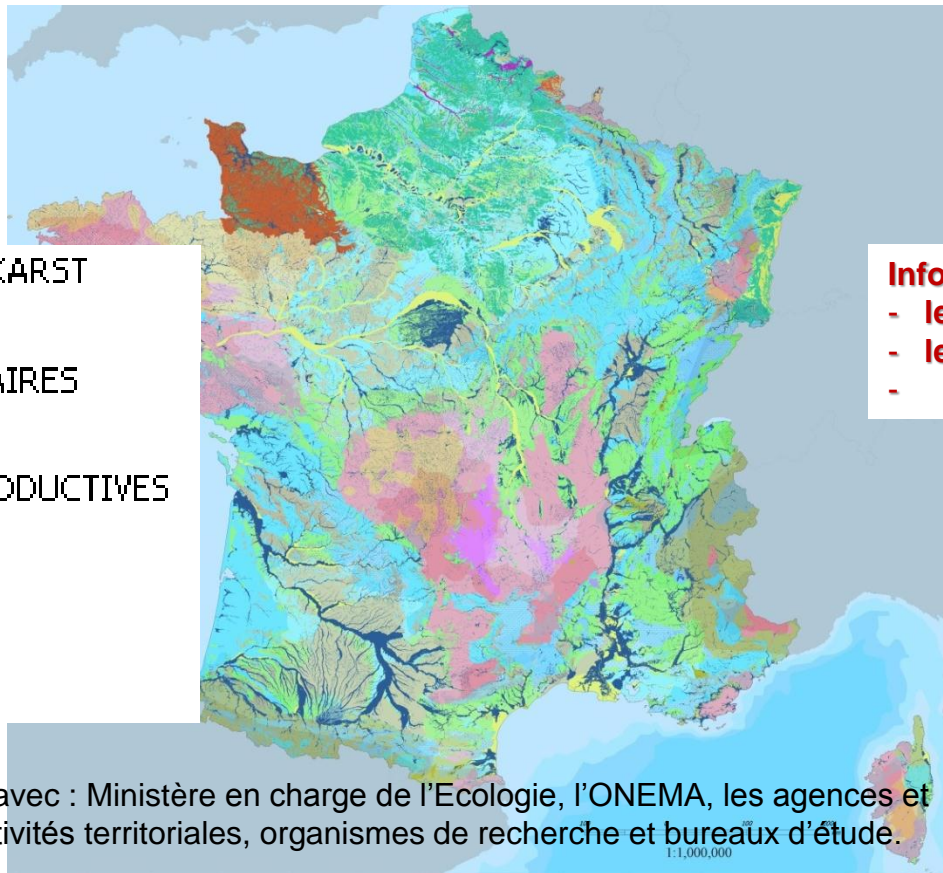 KARST
AIRES
ODUCTIVES
Info
- le
- le
-
avec : Ministère en charge de l'Ecologie, l'ONEMA, les agences et
tivités territoriales, organismes de recherche et bureaux d'étude.
1:1,000,000